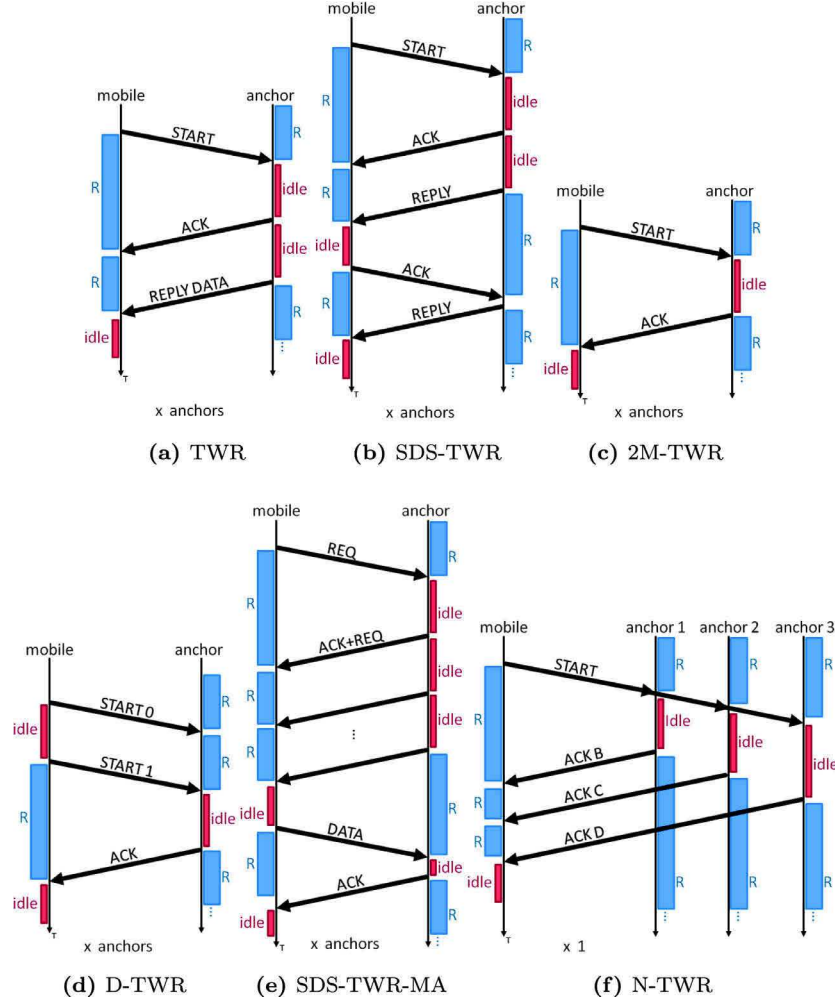 mobile
anchor
START
R
idle
R
ACK
idle
R
REPLY DATA
idle
R
⋮
T
x anchors
(a) TWR
mobile
anchor
START
R
idle
R
ACK
idle
R
REPLY
idle
R
ACK
R
REPLY
idle
R
⋮
T
x anchors
(b) SDS-TWR
mobile
anchor
START
R
idle
R
ACK
idle
R
⋮
T
x anchors
(c) 2M-TWR
mobile
anchor
START 0
R
idle
START 1
R
R
idle
ACK
idle
R
⋮
T
x anchors
(d) D-TWR
mobile
anchor
REQ
R
R
idle
ACK+REQ
R
idle
⋮
R
idle
idle
R
DATA
R
idle
ACK
idle
R
⋮
T
x anchors
(e) SDS-TWR-MA
mobile
anchor 1
anchor 2
anchor 3
START
R
R
R
R
Idle
idle
idle
ACK B
R
ACK C
R
ACK D
idle
R
R
R
⋮
⋮
⋮
T
x 1
(f) N-TWR